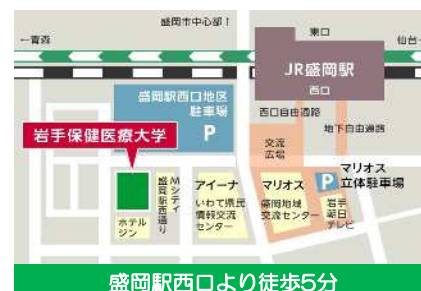 盛岡市中心部↑
←青森
東口
仙台→
JR盛岡駅
西口
盛岡駅西口地区
駐車場
P
西口自由通路
地下自由通路
岩手保健医療大学
交流
広場
Mシティ
盛岡駅西通り
アイーナ
いわて県民
情報交流
センター
マリオス
盛岡地域
交流センター
P
マリオス
立体駐車場
岩手
朝日
テレビ
ホテル
ジン
盛岡駅西口より徒歩5分